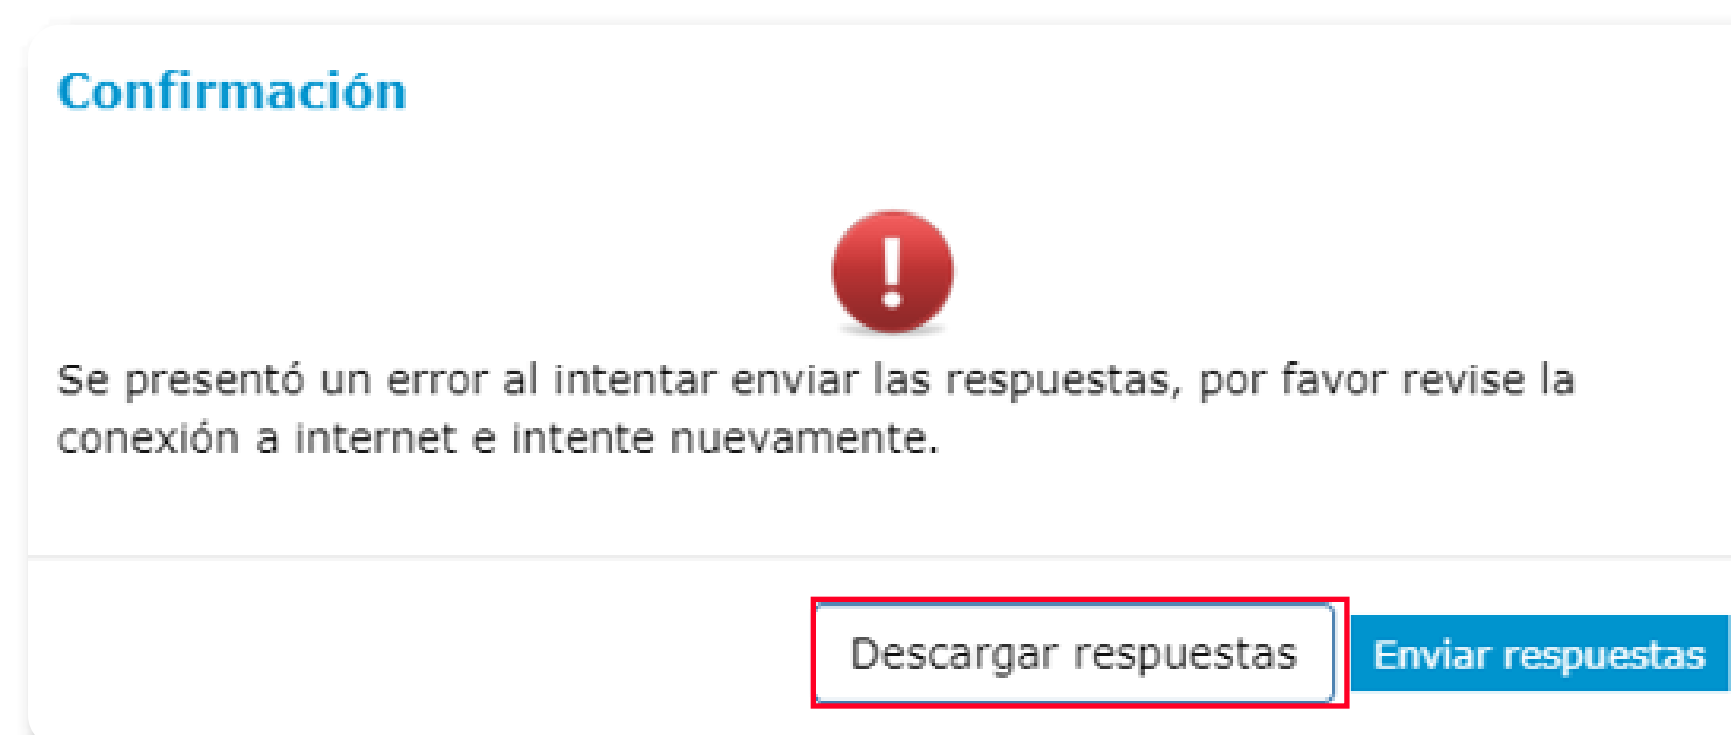 Confirmación
Se presentó un error al intentar enviar las respuestas, por favor revise la
conexión a internet e intente nuevamente.
Descargar respuestas
Enviar respuestas